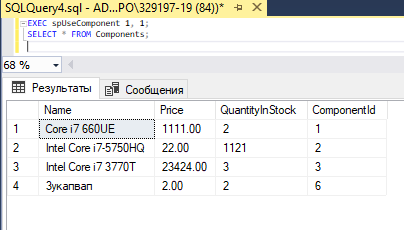 SQLQuery4.sql - AD...PO\329197-19 (84))*
EXEC spUseComponent 1, 1;
SELECT * FROM Components;
68 %
Результаты Сообщения
Name Price QuantityInStock ComponentId
1 Core i7 660UE 1111.00 2 1
2 Intel Core i7-5750HQ 22.00 1121 2
3 Intel Core i7 3770T 23424.00 3 3
4 Зукапвап 2.00 2 6